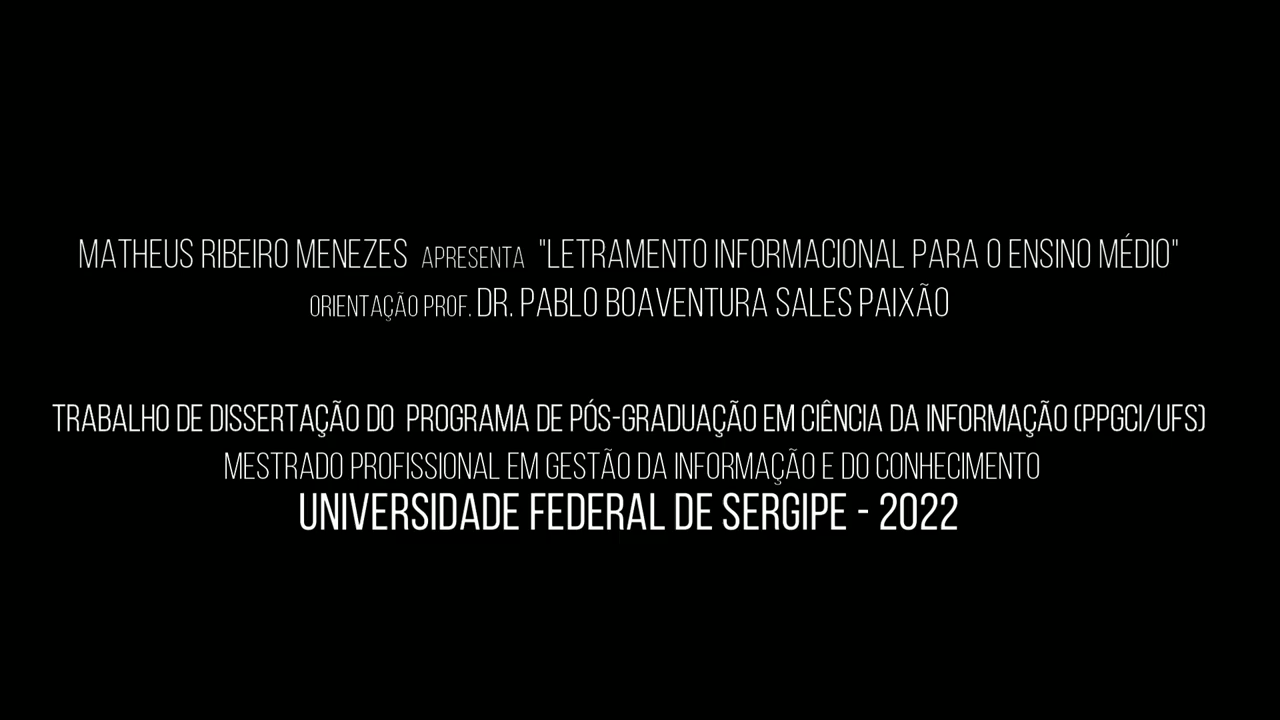 MATHEUS RIBEIRO MENEZES APRESENTA "LETRAMENTO INFORMACIONAL PARA O ENSINO MÉDIO"
ORIENTAÇÃO PROF. DR. PABLO BOAVENTURA SALES PAIXÃO
TRABALHO DE DISSERTAÇÃO DO PROGRAMA DE PÓS-GRADUAÇÃO EM CIÊNCIA DA INFORMAÇÃO (PPGCI/UFS)
MESTRADO PROFISSIONAL EM GESTÃO DA INFORMAÇÃO E DO CONHECIMENTO
UNIVERSIDADE FEDERAL DE SERGIPE - 2022